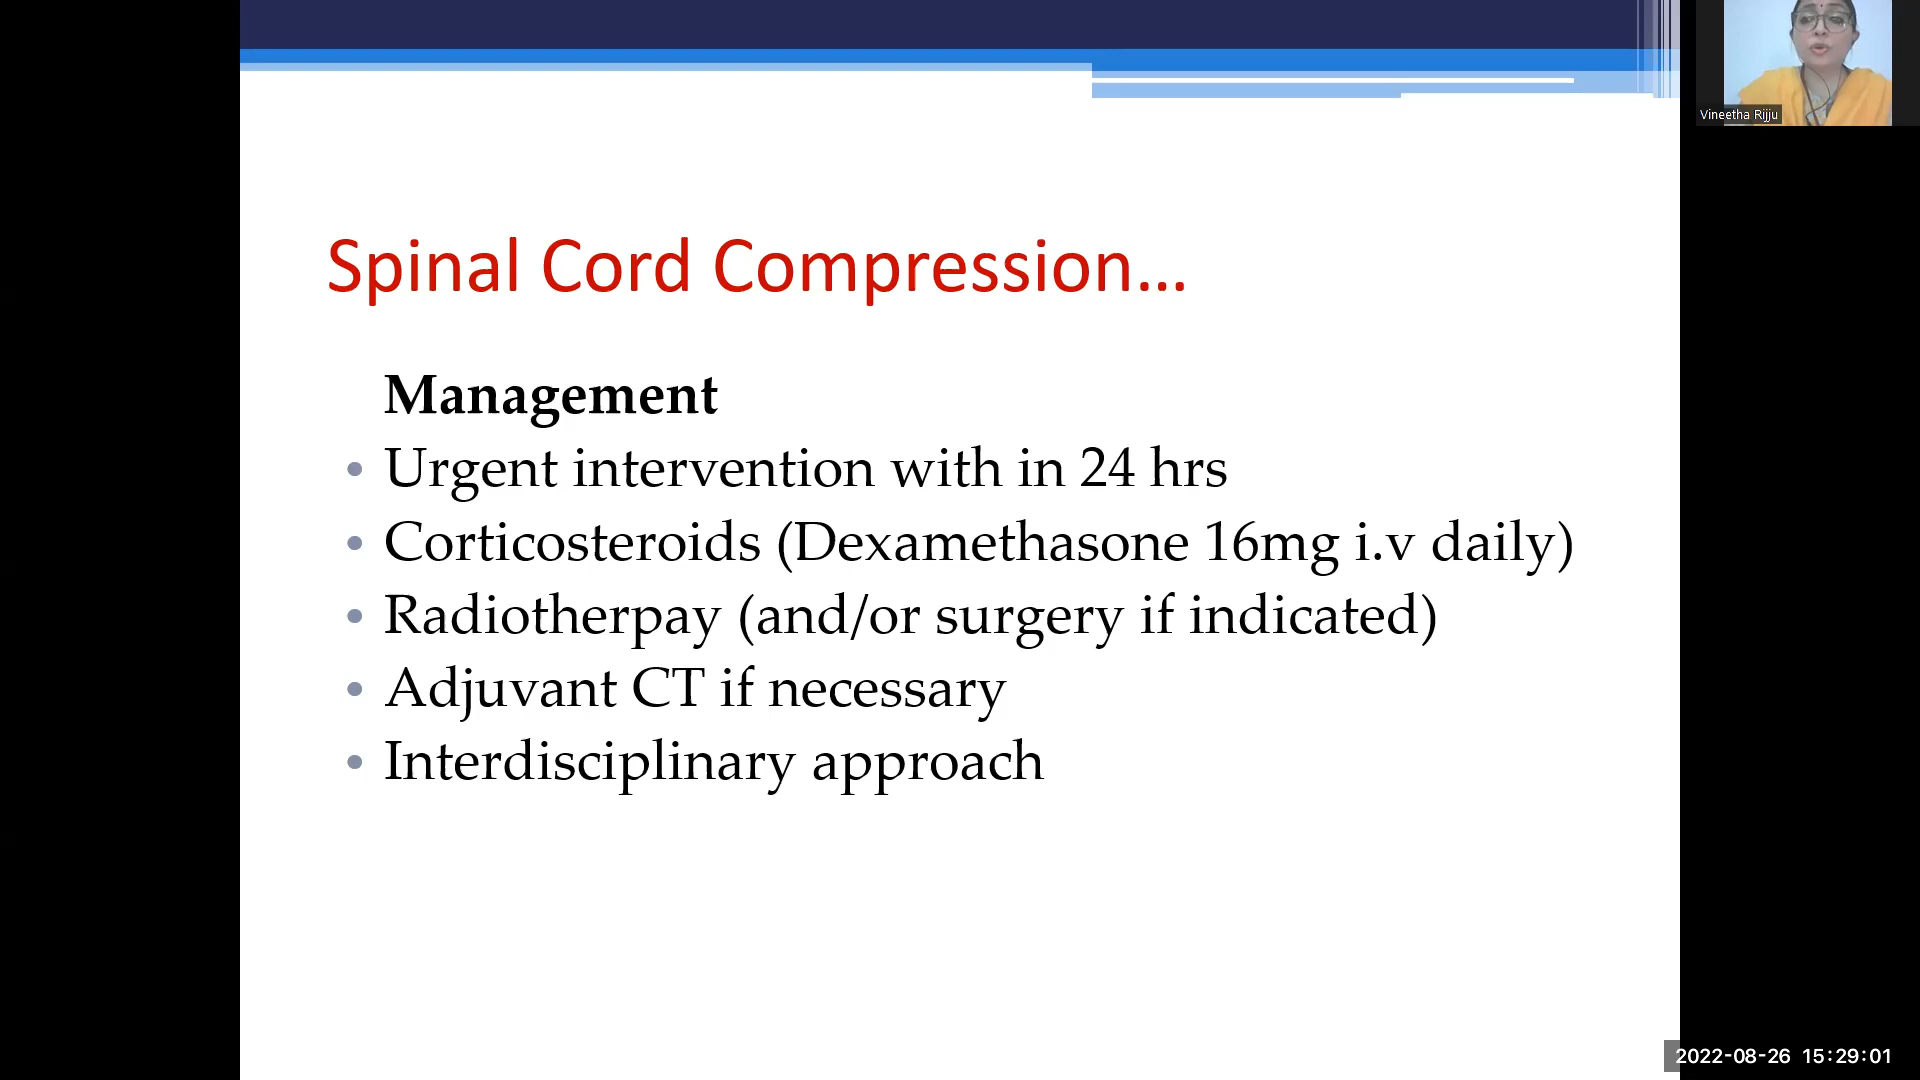 Vineetha Rijju
Spinal Cord Compression...
Management
• Urgent intervention with in 24 hrs
• Corticosteroids (Dexamethasone 16mg i.v daily)
• Radiotherpay (and/or surgery if indicated)
• Adjuvant CT if necessary
• Interdisciplinary approach
2022-08-26 15:29:01